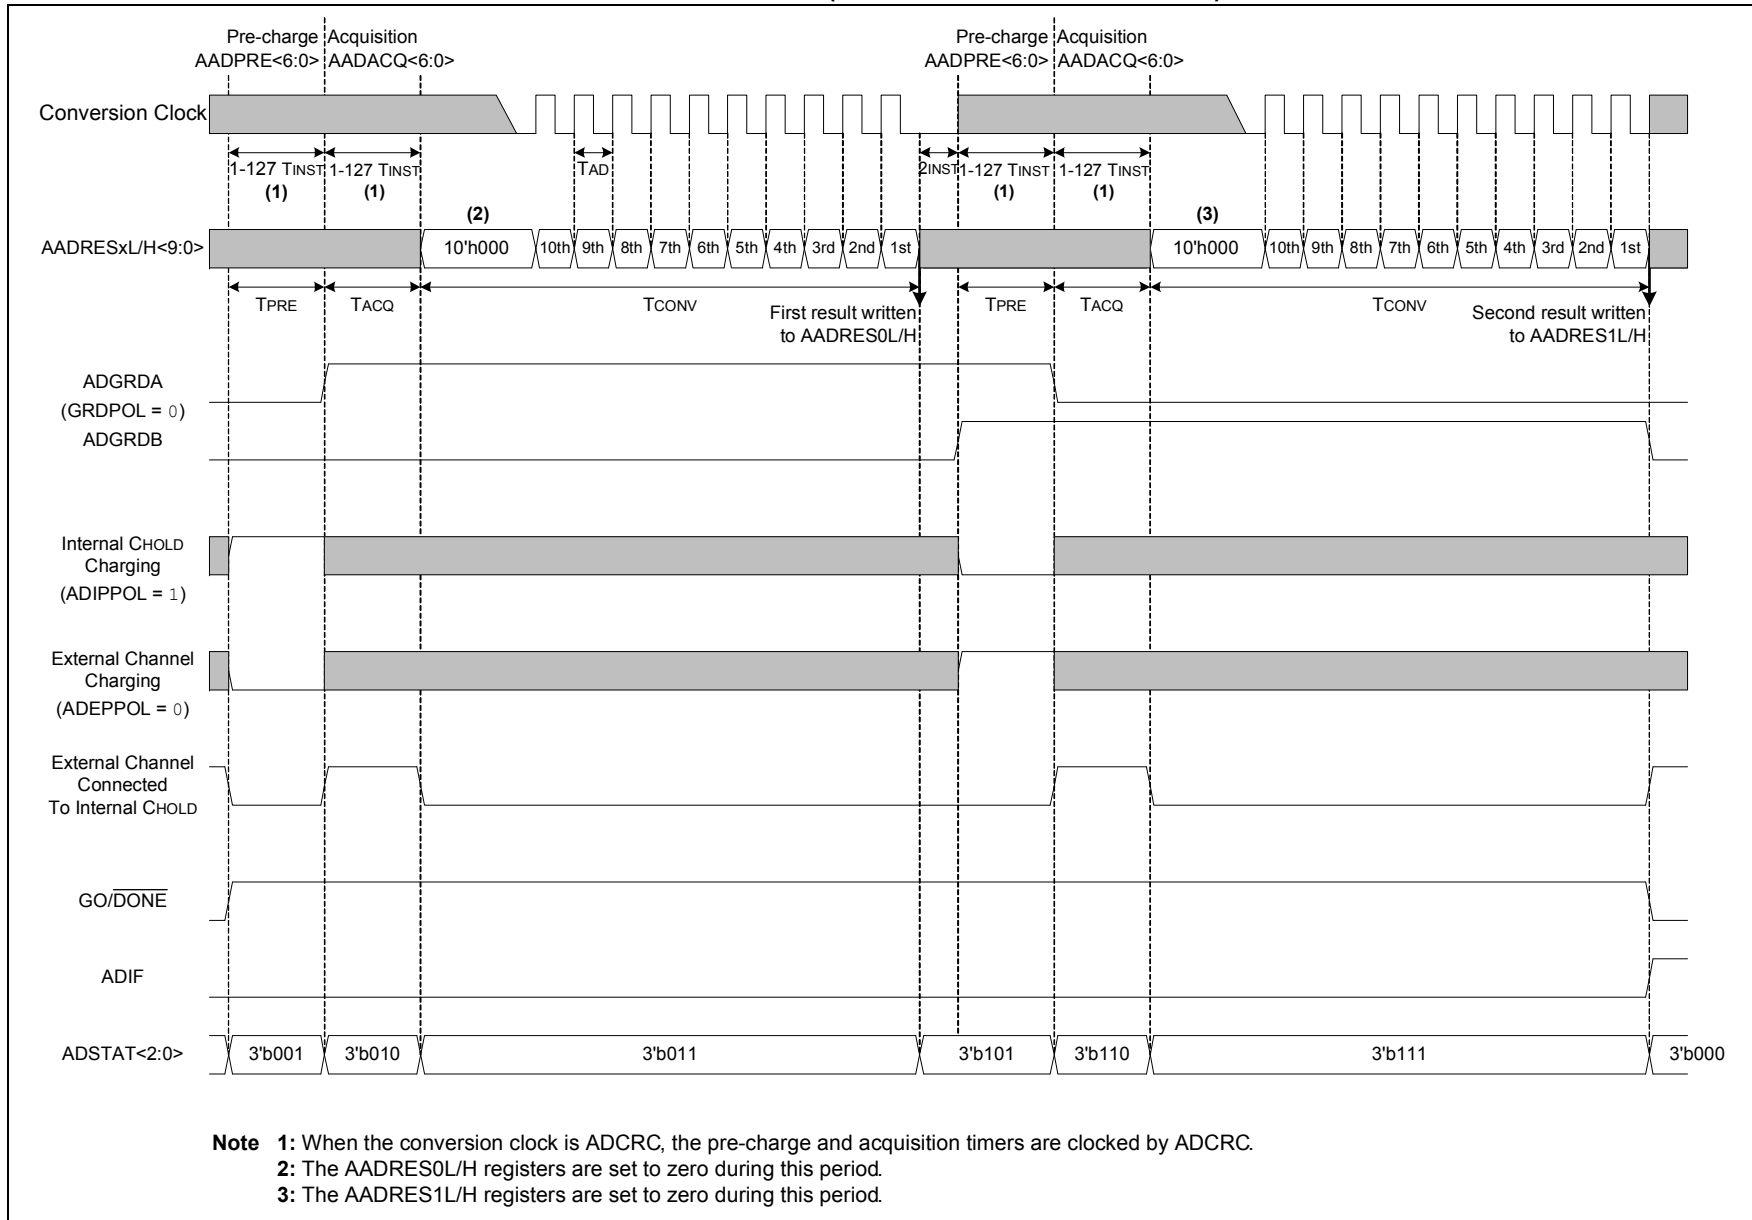 Pre-charge Acquisition Pre-charge Acquisition
AADPRE<6:0> AADACQ<6:0> AADPRE<6:0> AADACQ<6:0>
Conversion Clock
1-127 TINST 1-127 TINST TAD 2INST 1-127 TINST 1-127 TINST
(1) (1) (1) (1)
(2) (3)
AADRESxL/H<9:0> 10'h000 10th 9th 8th 7th 6th 5th 4th 3rd 2nd 1st 10'h000 10th 9th 8th 7th 6th 5th 4th 3rd 2nd 1st
TPRE TACQ TCONV TPRE TACQ TCONV
First result written Second result written
to AADRES0L/H to AADRES1L/H
ADGRDA
(GRDPOL = 0)
ADGRDB
Internal CHOLD
Charging
(ADIPPOL = 1)
External Channel
Charging
(ADEPPOL = 0)
External Channel
Connected
To Internal CHOLD
GO/DONE
ADIF
ADSTAT<2:0> 3'b001 3'b010 3'b011 3'b101 3'b110 3'b111 3'b000
Note 1: When the conversion clock is ADCRC, the pre-charge and acquisition timers are clocked by ADCRC.
2: The AADRES0L/H registers are set to zero during this period.
3: The AADRES1L/H registers are set to zero during this period.